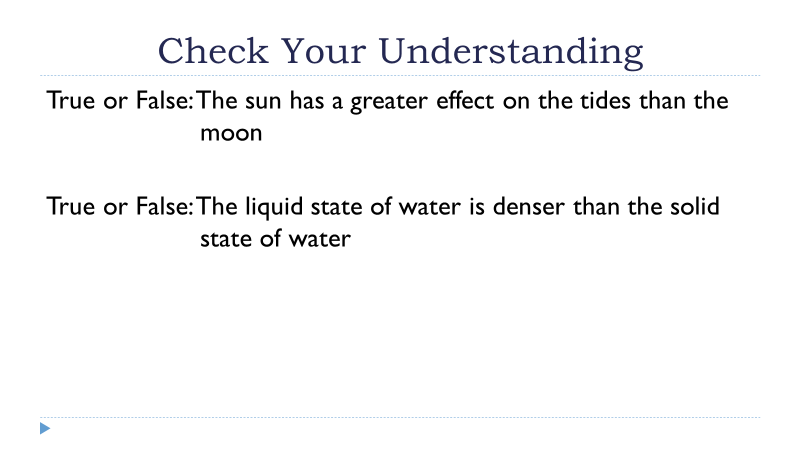 Check Your Understanding
True or False: The sun has a greater effect on the tides than the
moon
True or False: The liquid state of water is denser than the solid
state of water